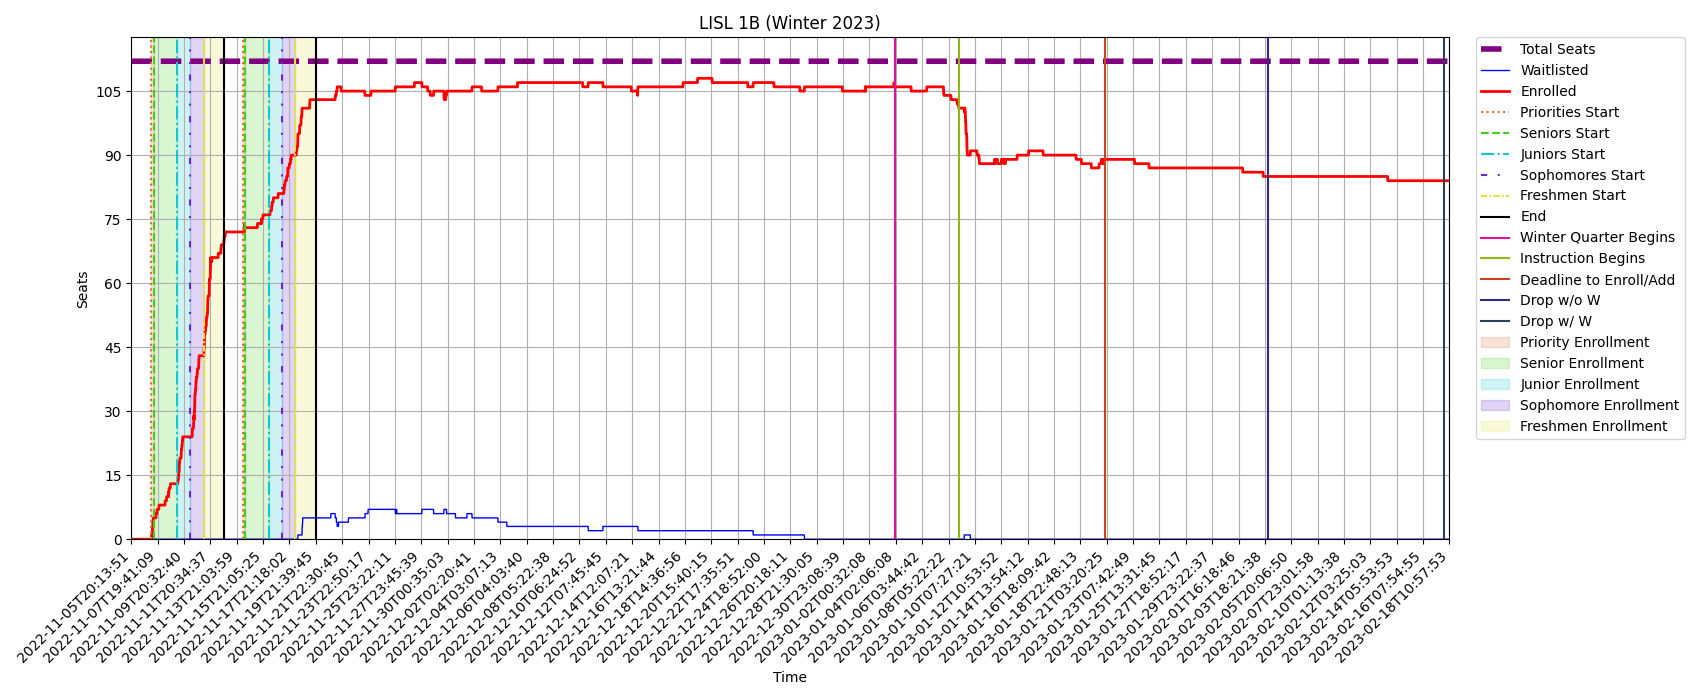 LISL 1B (Winter 2023)
Total Seats
Waitlisted
Enrolled
Priorities Start
Seniors Start
Juniors Start
Sophomores Start
Freshmen Start
End
Winter Quarter Begins
Instruction Begins
Deadline to Enroll/Add
Drop w/o W
Drop w/ W
Priority Enrollment
Senior Enrollment
Junior Enrollment
Sophomore Enrollment
Freshmen Enrollment
Seats
105
90
75
60
45
30
15
0
2022-11-05T20:13:51
2022-11-07T19:41:09
2022-11-09T20:32:40
2022-11-11T20:34:37
2022-11-13T21:03:59
2022-11-15T21:05:25
2022-11-17T21:18:02
2022-11-19T21:39:45
2022-11-21T22:30:45
2022-11-23T22:50:17
2022-11-25T23:22:11
2022-11-27T23:45:39
2022-11-30T00:35:03
2022-12-02T02:20:41
2022-12-04T03:07:13
2022-12-06T04:03:40
2022-12-08T05:22:38
2022-12-10T06:24:52
2022-12-12T07:45:45
2022-12-14T12:07:21
2022-12-16T13:21:44
2022-12-18T14:36:56
2022-12-20T15:40:15
2022-12-22T17:35:51
2022-12-24T18:52:00
2022-12-26T20:18:11
2022-12-28T21:30:05
2022-12-30T23:08:39
2023-01-02T00:32:08
2023-01-04T02:06:08
2023-01-06T03:44:42
2023-01-08T05:22:22
2023-01-10T07:27:21
2023-01-12T10:53:52
2023-01-14T13:54:12
2023-01-16T18:09:42
2023-01-18T22:48:13
2023-01-21T03:20:25
2023-01-23T07:42:49
2023-01-25T13:31:45
2023-01-27T18:52:17
2023-01-29T23:22:37
2023-02-01T16:18:46
2023-02-03T18:21:38
2023-02-05T20:06:50
2023-02-07T23:01:58
2023-02-10T01:13:38
2023-02-12T03:25:03
2023-02-14T05:53:53
2023-02-16T07:54:55
2023-02-18T10:57:53
Time